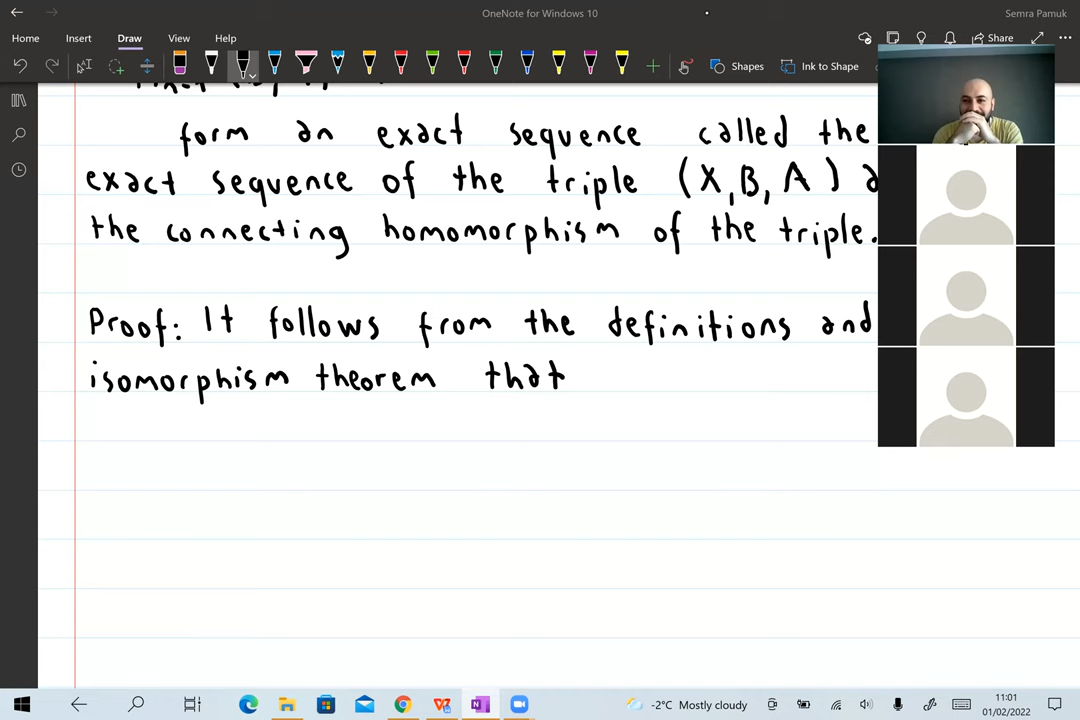 OneNote for Windows 10
Semra Pamuk
Home Insert Draw View Help
Share
Shapes
Ink to Shape
form an exact sequence called the
exact sequence of the triple (X, B, A)
the connecting homomorphism of the triple.
Proof: It follows from the definitions and
isomorphism theorem that
-2°C Mostly cloudy
11:01
01/02/2022